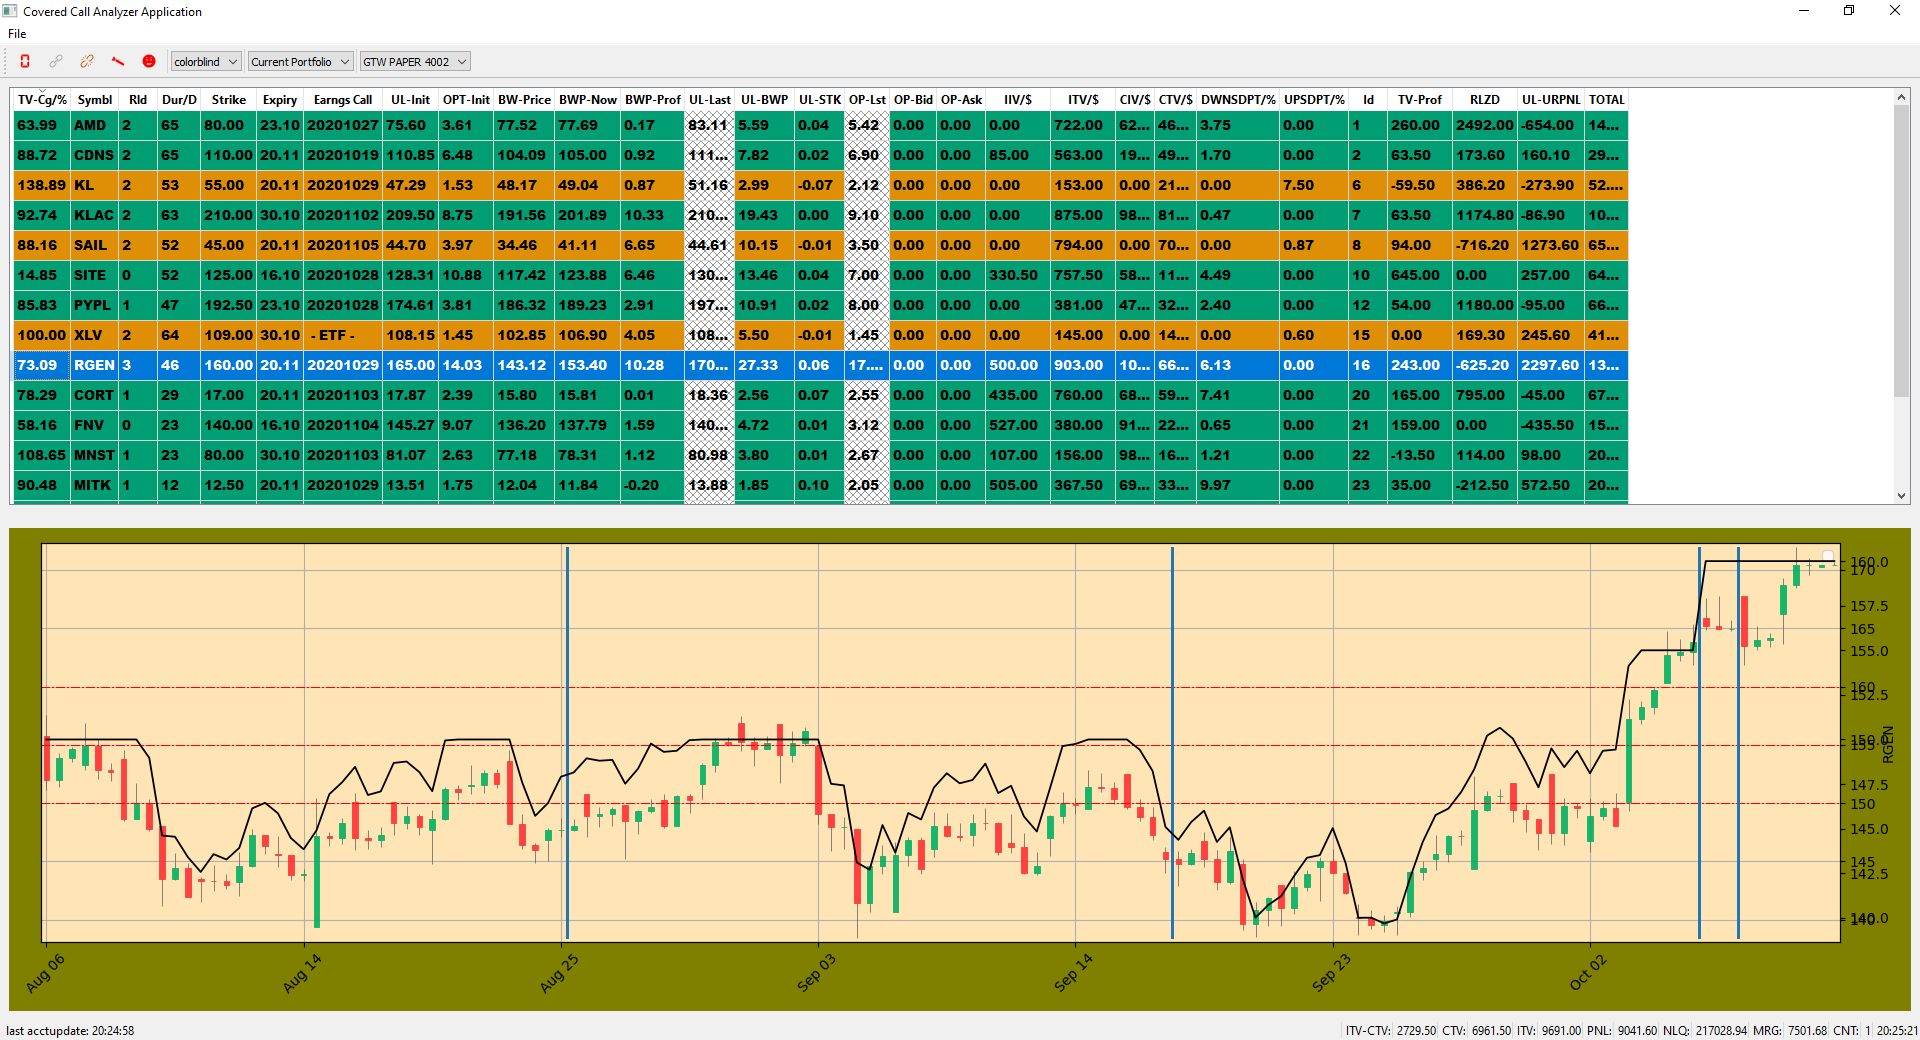 Covered Call Analyzer Application
File
colorblind Current Portfolio GTW PAPER 4002
TV-Cg/% Symbl Rld Dur/D Strike Expiry Earngs Call UL-Init OPT-Init BW-Price BWP-Now BWP-Prof UL-Last UL-BWP UL-STK OP-Lst OP-Bid OP-Ask IIV/$ ITV/$ CIV/$ CTV/$ DWNSDPT/% UPSDPT/% Id TV-Prof RLZD UL-URPNL TOTAL
63.99 AMD 2 65 80.00 23.10 20201027 75.60 3.61 77.52 77.69 0.17 83.11 5.59 0.04 5.42 0.00 0.00 0.00 722.00 62... 46... 3.75 0.00 1 260.00 2492.00 -654.00 14...
88.72 CDNS 2 65 110.00 20.11 20201019 110.85 6.48 104.09 105.00 0.92 111... 7.82 0.02 6.90 0.00 0.00 85.00 563.00 19... 49... 1.70 0.00 2 63.50 173.60 160.10 29...
138.89 KL 2 53 55.00 20.11 20201029 47.29 1.53 48.17 49.04 0.87 51.16 2.99 -0.07 2.12 0.00 0.00 0.00 153.00 0.00 21... 0.00 7.50 6 -59.50 386.20 -273.90 52....
92.74 KLAC 2 63 210.00 30.10 20201102 209.50 8.75 191.56 201.89 10.33 210... 19.43 0.00 9.10 0.00 0.00 0.00 875.00 98... 81... 0.47 0.00 7 63.50 1174.80 -86.90 10...
88.16 SAIL 2 52 45.00 20.11 20201105 44.70 3.97 34.46 41.11 6.65 44.61 10.15 -0.01 3.50 0.00 0.00 0.00 794.00 0.00 70... 0.00 0.87 8 94.00 -716.20 1273.60 65...
14.85 SITE 0 52 125.00 16.10 20201028 128.31 10.88 117.42 123.88 6.46 130... 13.46 0.04 7.00 0.00 0.00 330.50 757.50 58... 11... 4.49 0.00 10 645.00 0.00 257.00 64...
85.83 PYPL 1 47 192.50 23.10 20201028 174.61 3.81 186.32 189.23 2.91 197... 10.91 0.02 8.00 0.00 0.00 0.00 381.00 47... 32... 2.40 0.00 12 54.00 1180.00 -95.00 66...
100.00 XLV 2 64 109.00 30.10 - ETF - 108.15 1.45 102.85 106.90 4.05 108... 5.50 -0.01 1.45 0.00 0.00 0.00 145.00 0.00 14... 0.00 0.60 15 0.00 169.30 245.60 41...
73.09 RGEN 3 46 160.00 20.11 20201029 165.00 14.03 143.12 153.40 10.28 170... 27.33 0.06 17.... 0.00 0.00 500.00 903.00 10... 66... 6.13 0.00 16 243.00 -625.20 2297.60 13...
78.29 CORT 1 29 17.00 20.11 20201103 17.87 2.39 15.80 15.81 0.01 18.36 2.56 0.07 2.55 0.00 0.00 435.00 760.00 68... 59... 7.41 0.00 20 165.00 795.00 -45.00 67...
58.16 FNV 0 23 140.00 16.10 20201104 145.27 9.07 136.20 137.79 1.59 140... 4.72 0.01 3.12 0.00 0.00 527.00 380.00 91... 22... 0.65 0.00 21 159.00 0.00 -435.50 15...
108.65 MNST 1 23 80.00 30.10 20201103 81.07 2.63 77.18 78.31 1.12 80.98 3.80 0.01 2.67 0.00 0.00 107.00 156.00 98... 16... 1.21 0.00 22 -13.50 114.00 98.00 20...
90.48 MITK 1 12 12.50 20.11 20201029 13.51 1.75 12.04 11.84 -0.20 13.88 1.85 0.10 2.05 0.00 0.00 505.00 367.50 69... 33... 9.97 0.00 23 35.00 -212.50 572.50 20...
160.0
170
157.5
165
155.0
160
152.5
150.0
155
RGEN
147.5
150
145.0
145
142.5
140.0
140
Aug 06 Aug 14 Aug 25 Sep 03 Sep 14 Sep 23 Oct 02
last acctupdate: 20:24:58 ITV-CTV: 2729.50 CTV: 6961.50 ITV: 9691.00 PNL: 9041.60 NLQ: 217028.94 MRG: 7501.68 CNT: 1 20:25:21